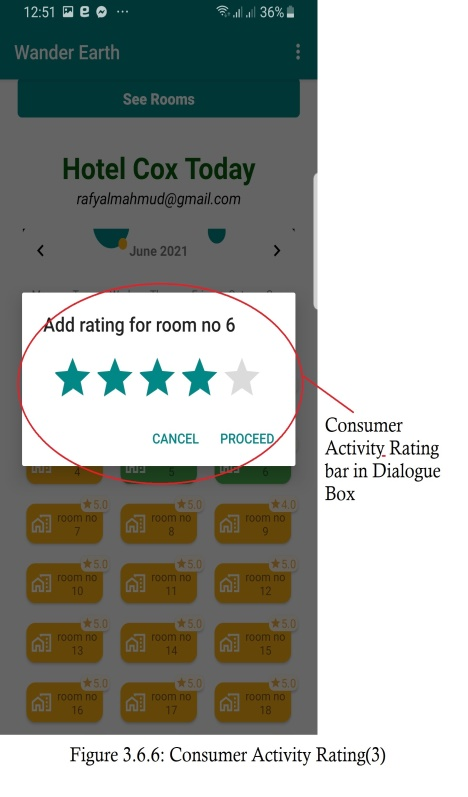 12:51 36%
Wander Earth
See Rooms
Hotel Cox Today
rafyalmahmud@gmail.com
June 2021
Add rating for room no 6
CANCEL PROCEED
4 5 6
5.0 5.0 4.0
room no room no room no
7 8 9
5.0 5.0 5.0
room no room no room no
10 11 12
5.0 5.0 5.0
room no room no room no
13 14 15
5.0 5.0 5.0
room no room no room no
16 17 18
Consumer
Activity Rating
bar in Dialogue
Box
Figure 3.6.6: Consumer Activity Rating(3)